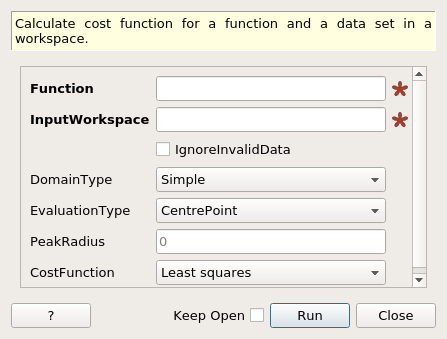 Calculate cost function for a function and a data set in a
workspace.
Function
InputWorkspace
IgnoreInvalidData
DomainType Simple
EvaluationType CentrePoint
PeakRadius 0
CostFunction Least squares
? Keep Open Run Close